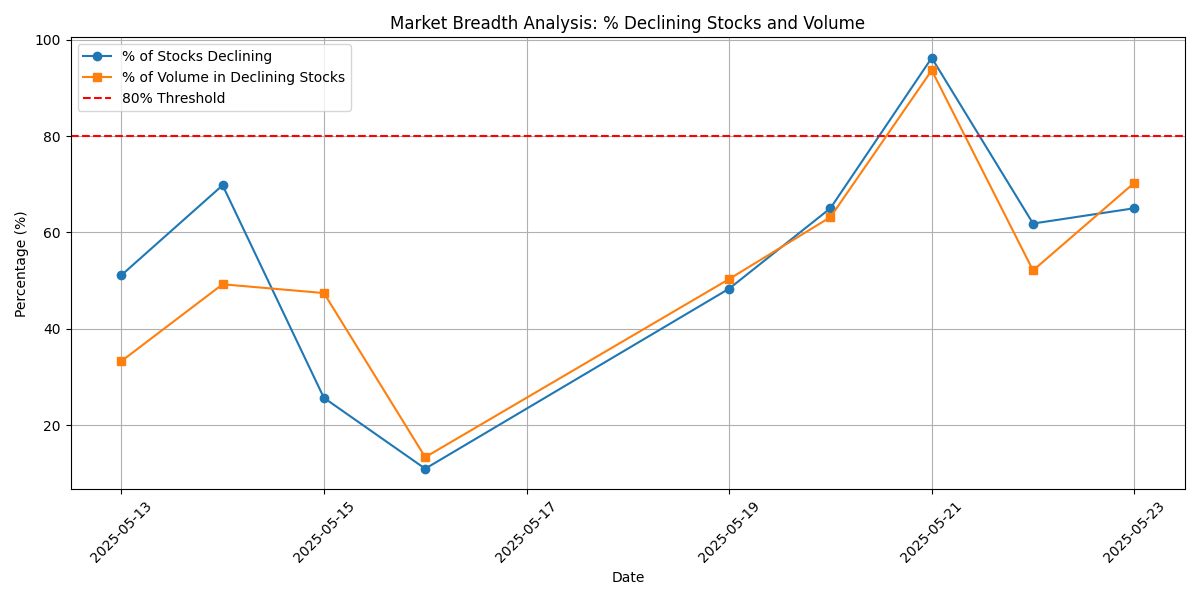 Market Breadth Analysis: % Declining Stocks and Volume
% of Stocks Declining
% of Volume in Declining Stocks
80% Threshold
Percentage (%)
100
80
60
40
20
2025-05-13
2025-05-15
2025-05-17
2025-05-19
2025-05-21
2025-05-23
Date